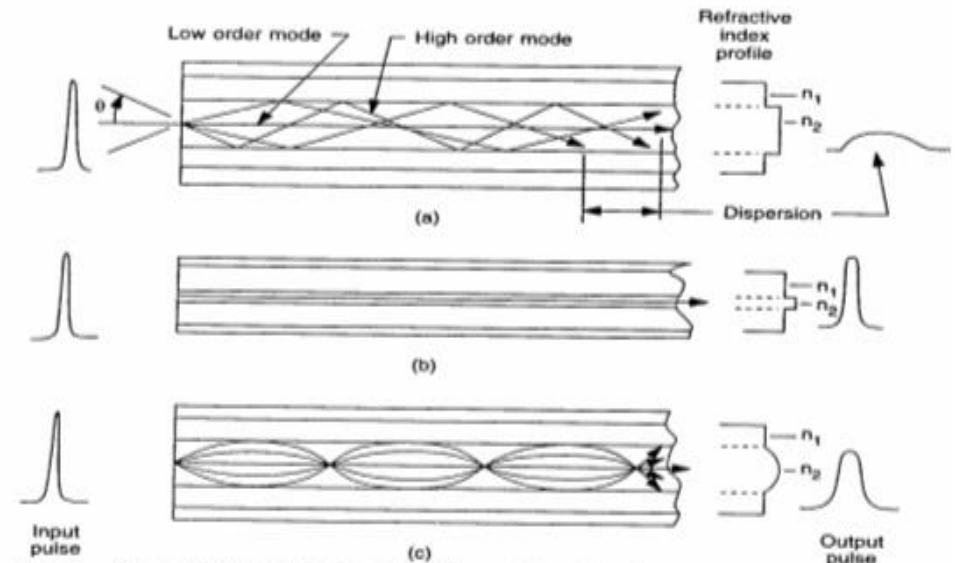 Refractive
index
profile
Low order mode
High order mode
θ
n1
n2
Dispersion
(a)
n1
n2
(b)
n1
n2
Input
pulse
(c)
Output
pulse